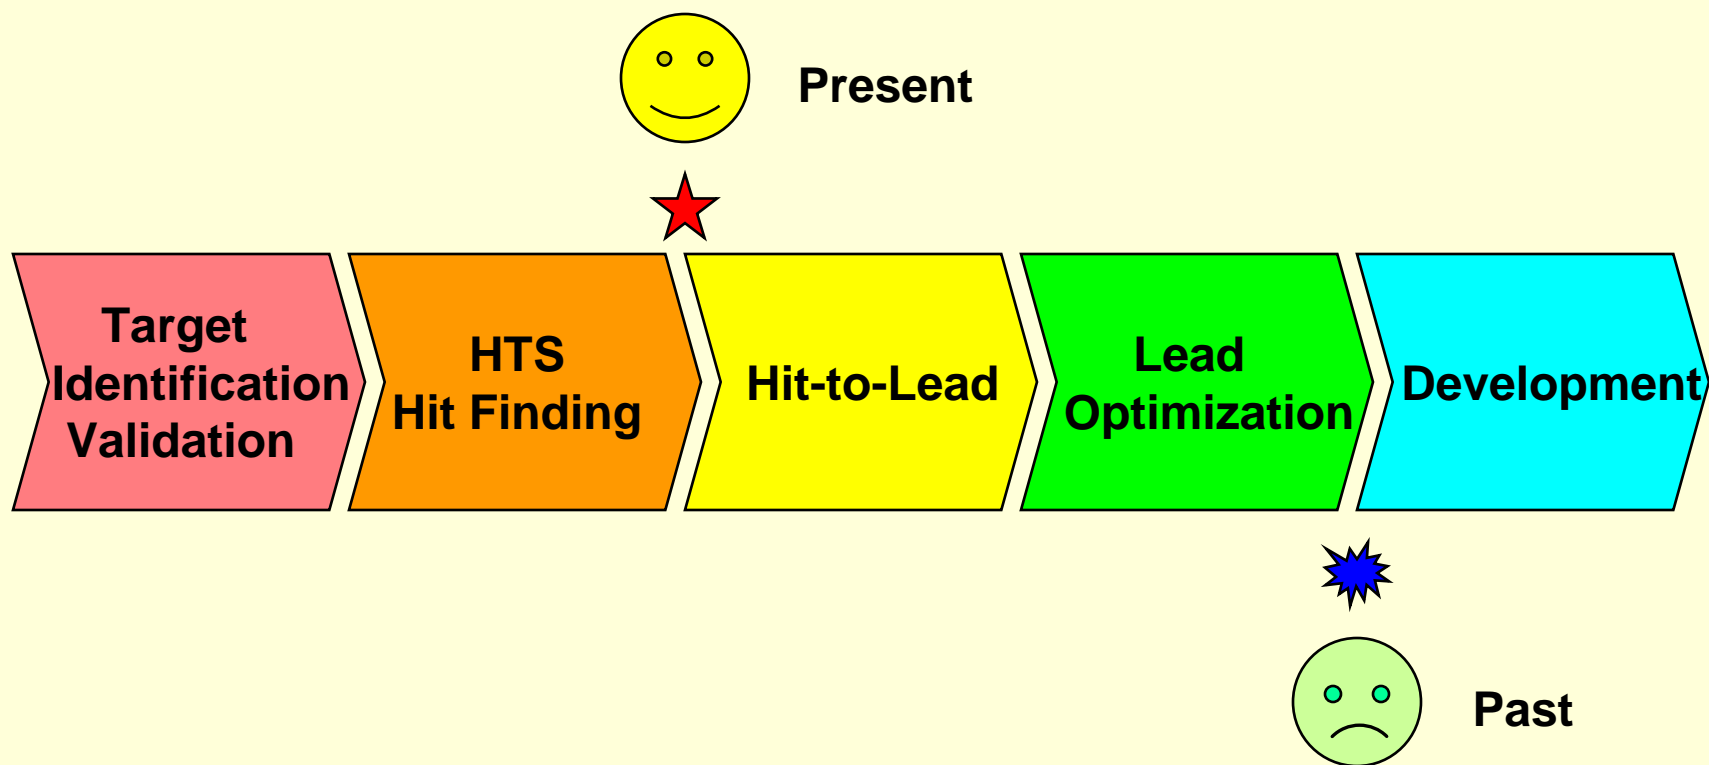 Present
Target
Identification
Validation
HTS
Hit Finding
Hit-to-Lead
Lead
Optimization
Development
Past